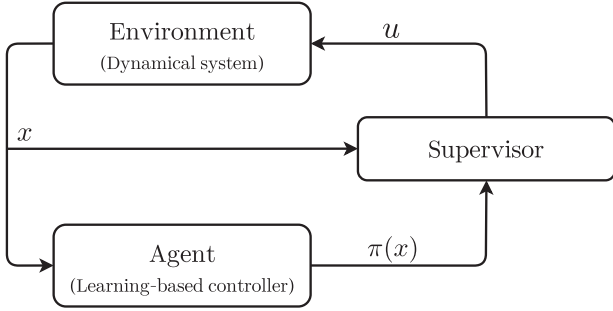 Environment
(Dynamical system)
u
x
Supervisor
Agent
(Learning-based controller)
π(x)